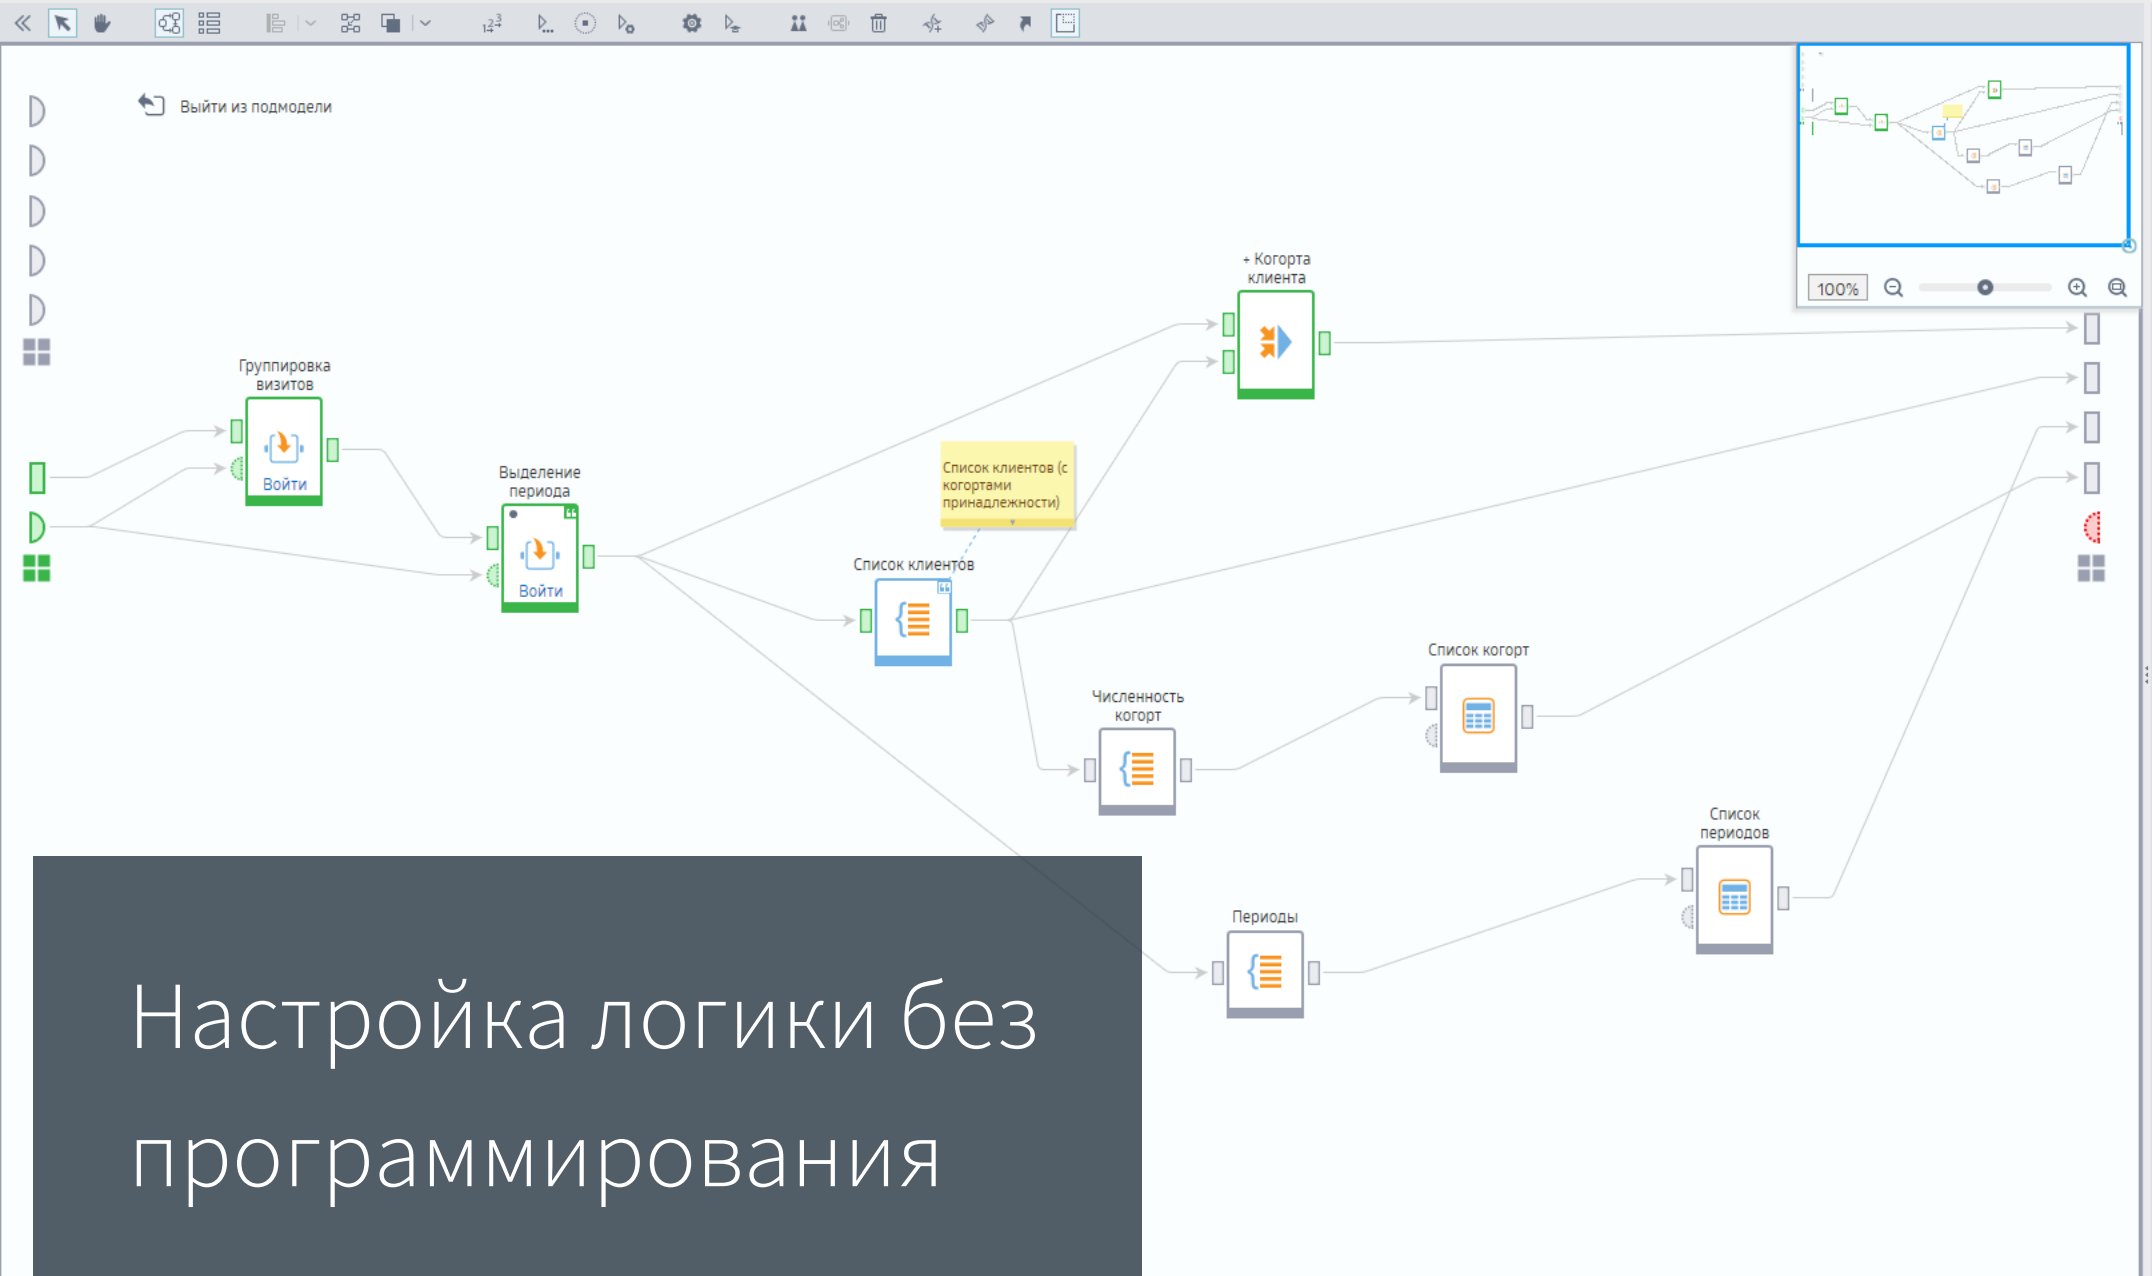 Выйти из подмодели
+ Когорта
клиента
100%
Группировка
визитов
Войти
Выделение
периода
Войти
Список клиентов (с
когортами
принадлежности)
Список клиентов
Список когорт
Численность
когорт
Список
периодов
Периоды
Настройка логики без
программирования